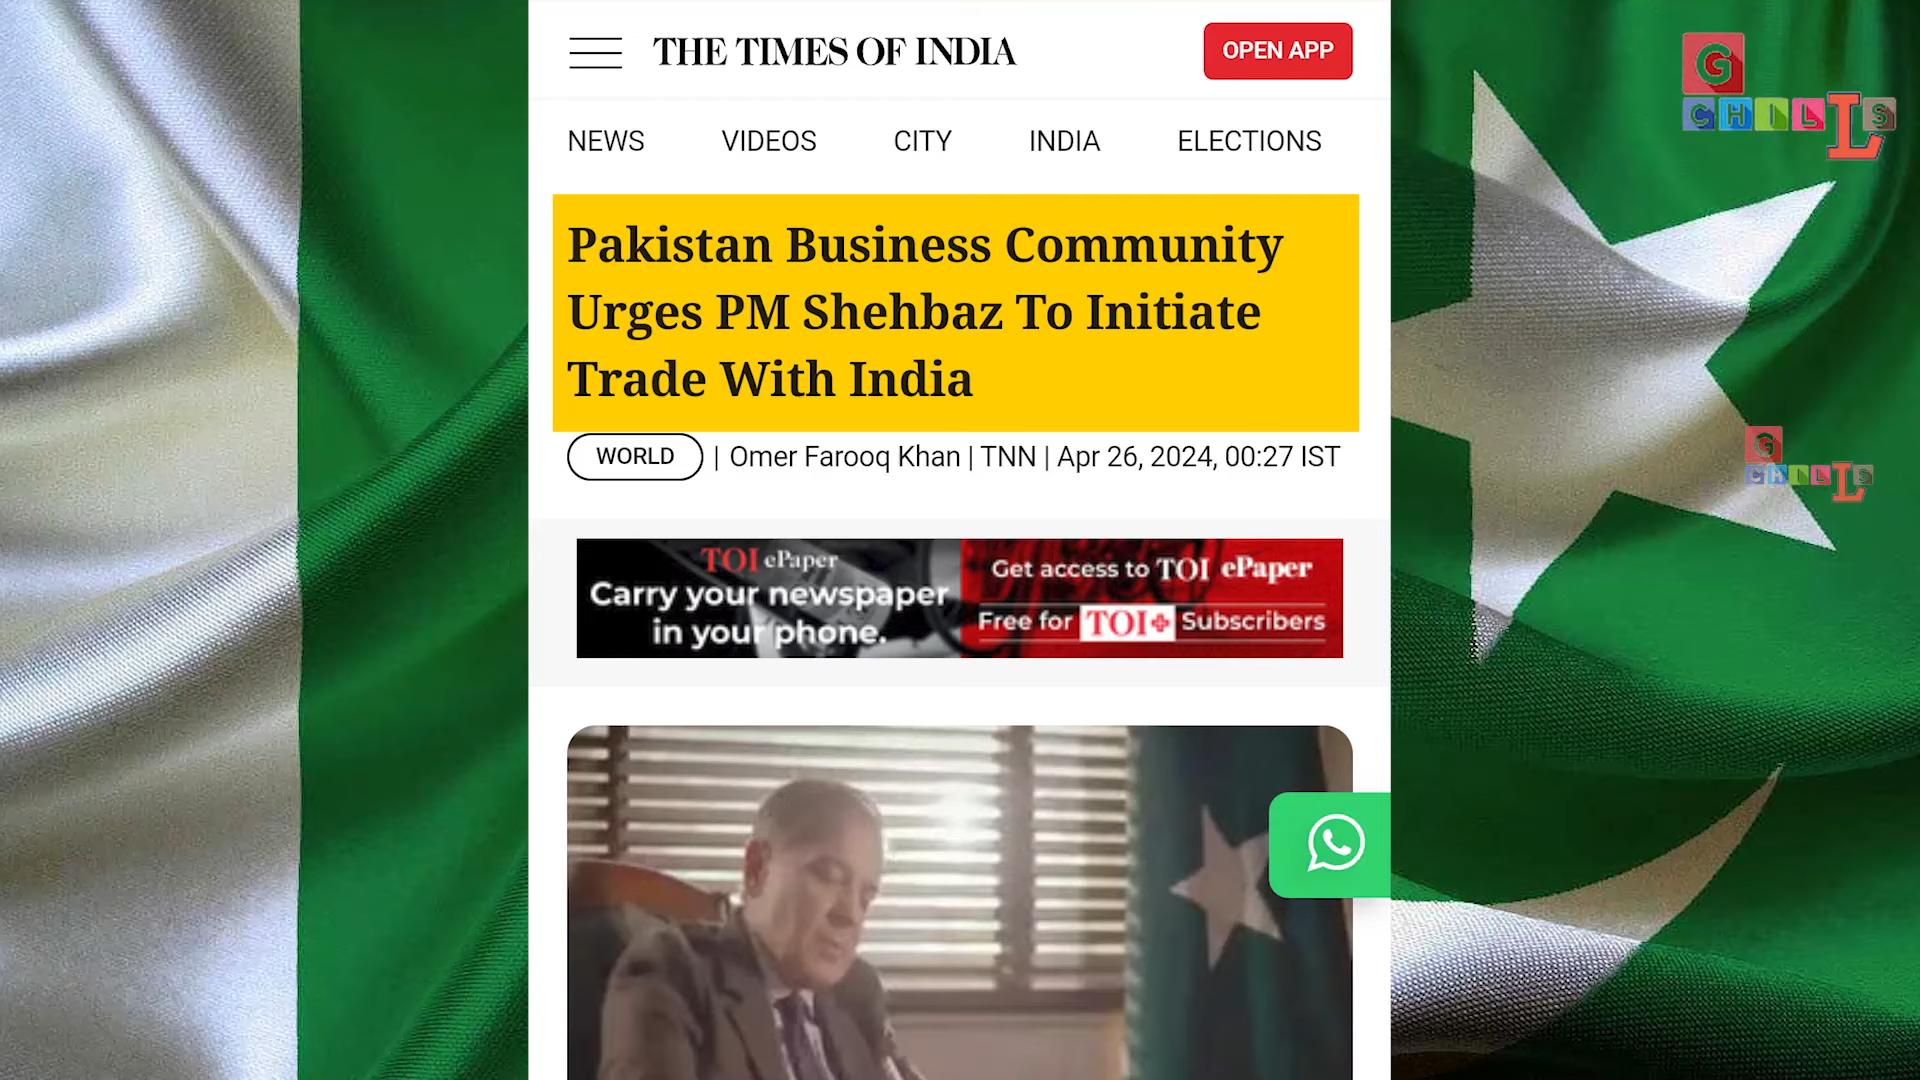 THE TIMES OF INDIA
OPEN APP
NEWS VIDEOS CITY INDIA ELECTIONS
Pakistan Business Community
Urges PM Shehbaz To Initiate
Trade With India
WORLD | Omer Farooq Khan | TNN | Apr 26, 2024, 00:27 IST
TOI ePaper
Carry your newspaper
in your phone.
Get access to TOI ePaper
Free for TOI+ Subscribers
G
CHILLS
G
CHILLS